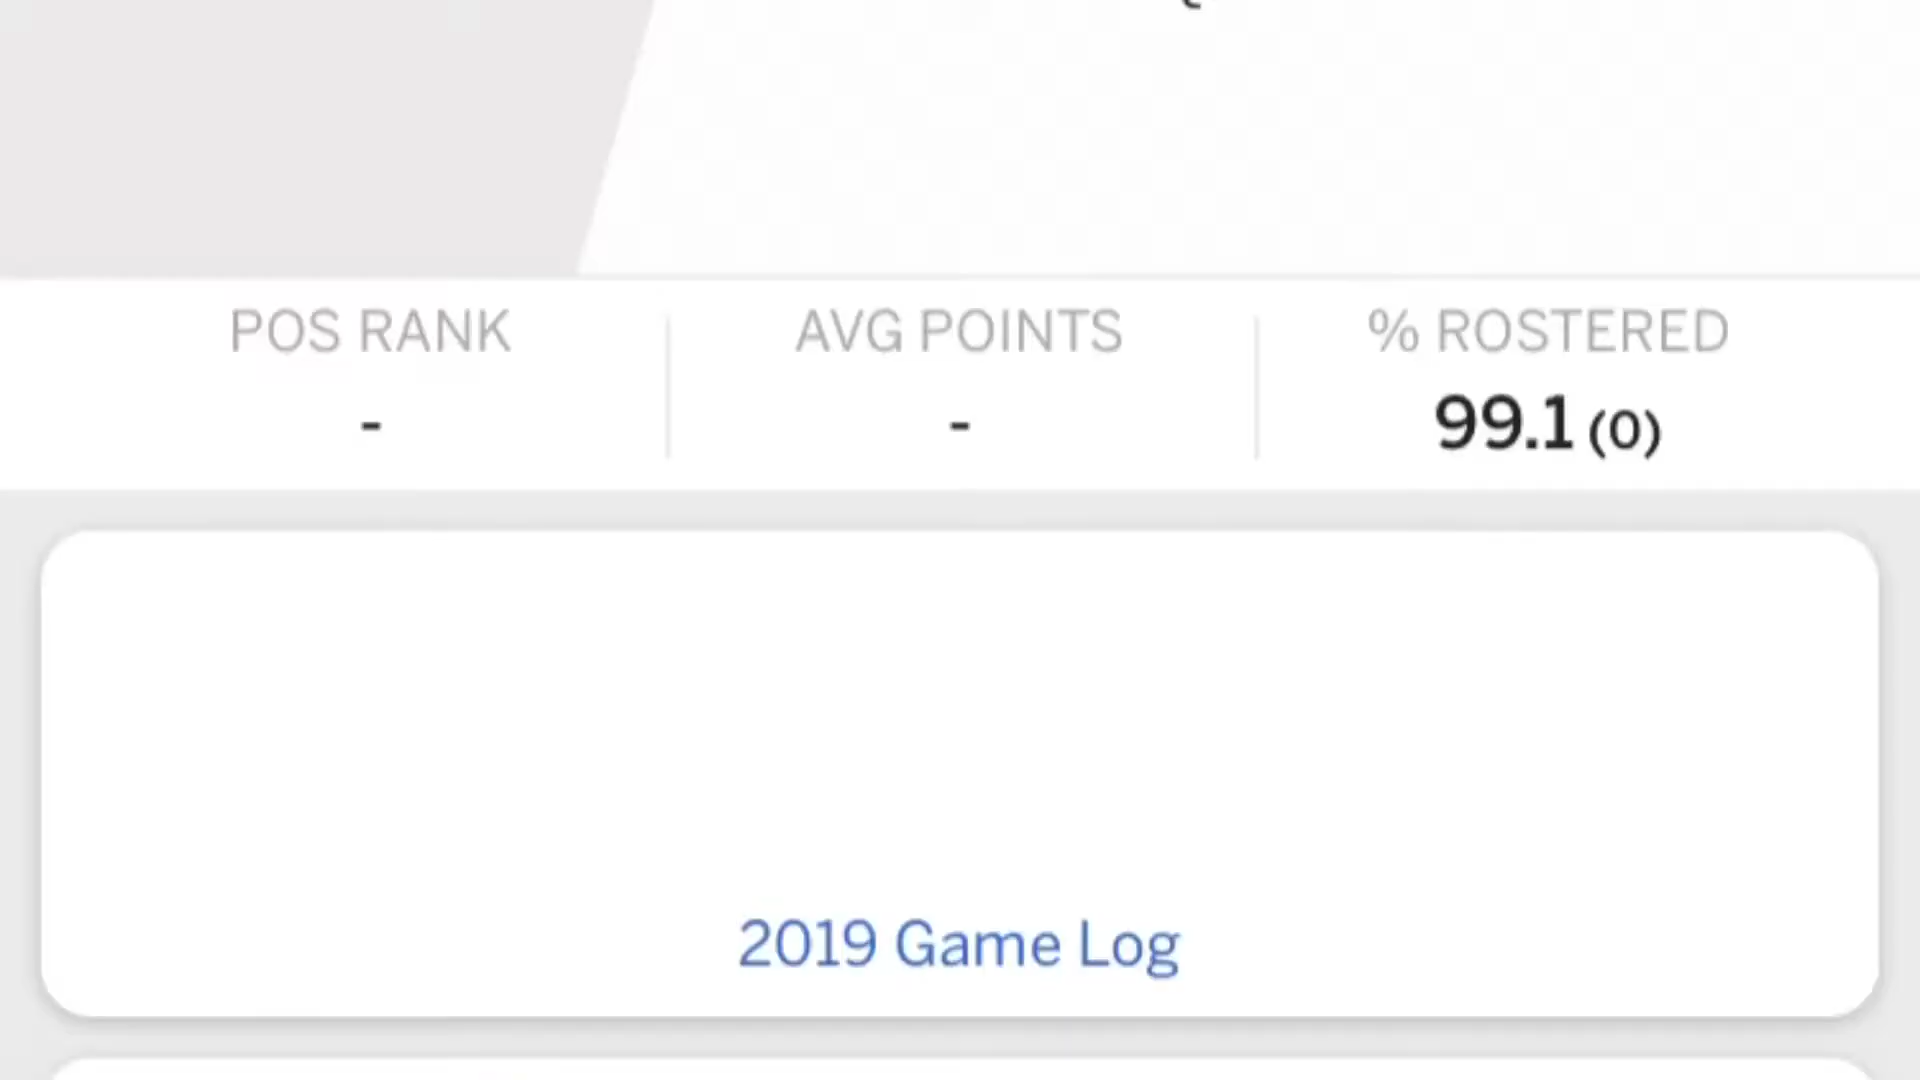 POS RANK AVG POINTS % ROSTERED
- - 99.1 (0)
2019 Game Log